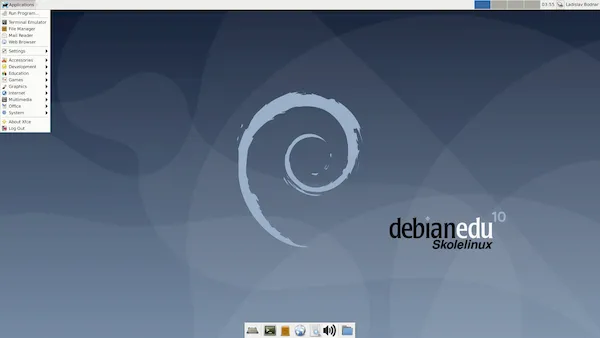 Applications
03:55 Ladislav Bodnar
Run Program...
Terminal Emulator
File Manager
Mail Reader
Web Browser
Settings
Accessories
Development
Education
Games
Graphics
Internet
Multimedia
Office
System
About Xfce
Log Out
debianedu 10
Skolelinux